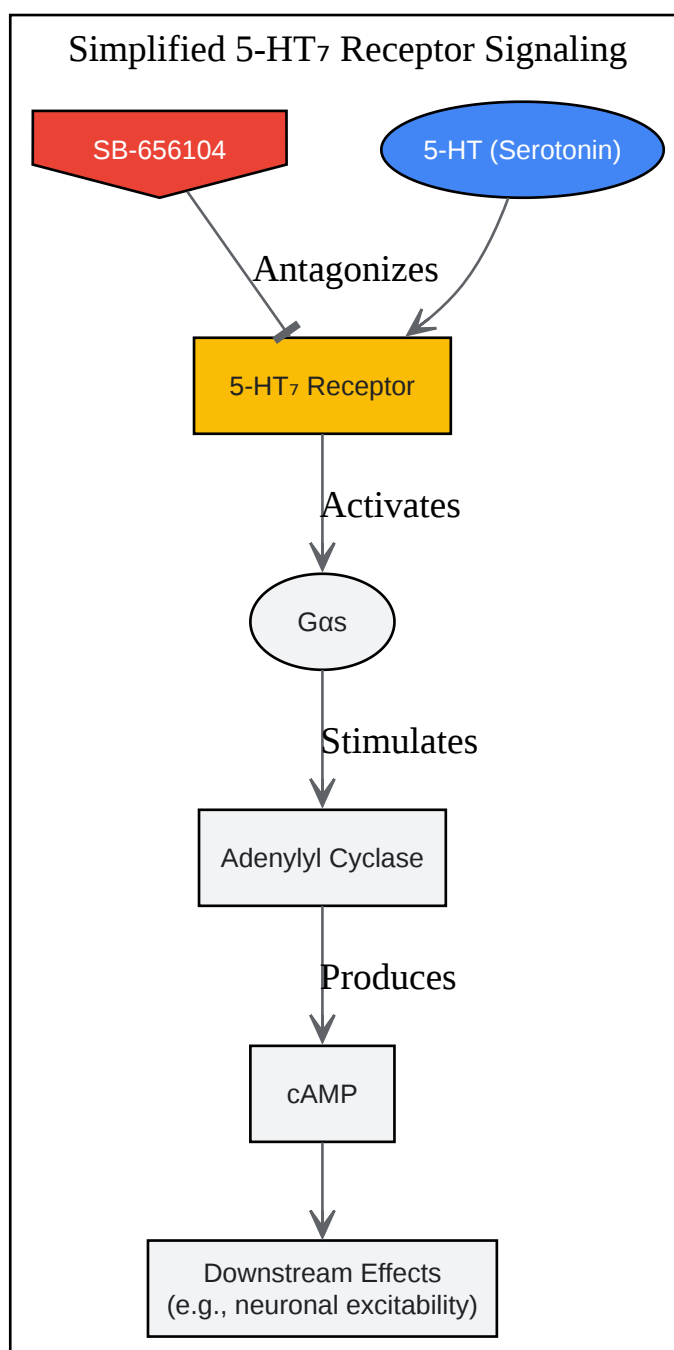 Simplified 5-HT₇ Receptor Signaling
SB-656104
5-HT (Serotonin)
Antagonizes
5-HT₇ Receptor
Activates
Gαs
Stimulates
Adenylyl Cyclase
Produces
cAMP
Downstream Effects
(e.g., neuronal excitability)